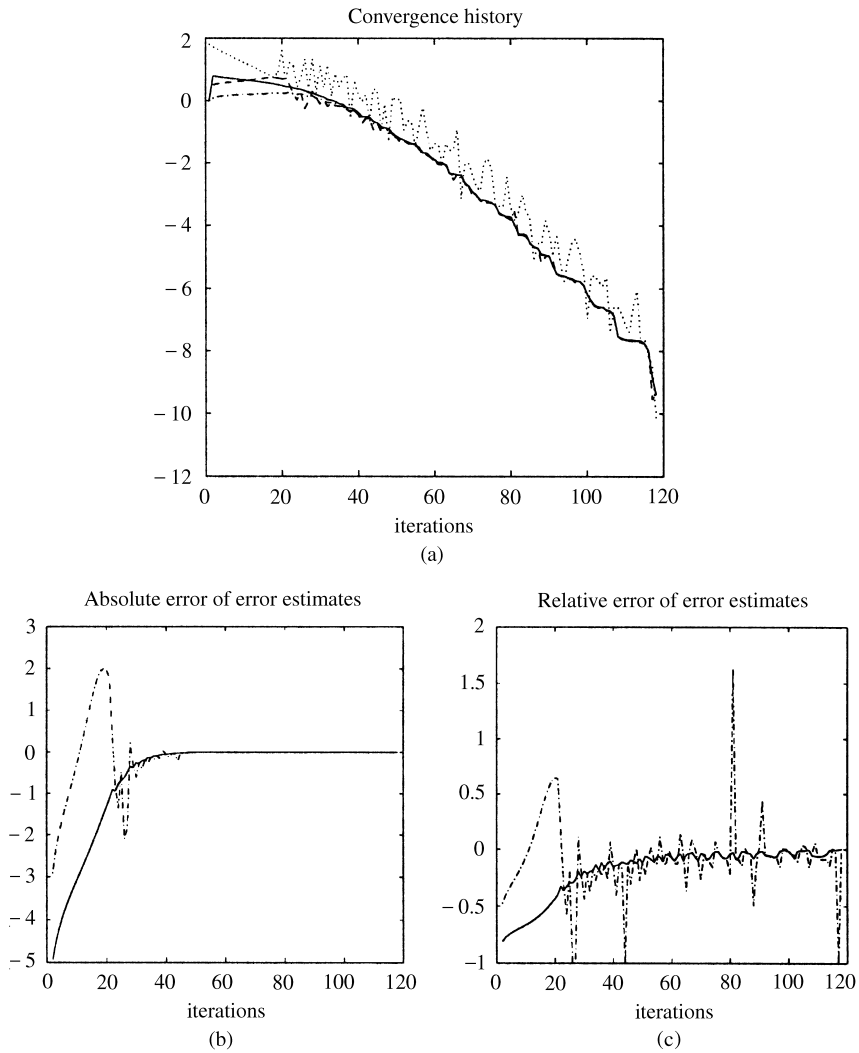 Convergence history
2
0
− 2
− 4
− 6
− 8
− 10
− 12
0 20 40 60 80 100 120
iterations
(a)
Absolute error of error estimates
3
2
1
0
− 1
− 2
− 3
− 4
− 5
0 20 40 60 80 100 120
iterations
(b)
Relative error of error estimates
2
1.5
1
0.5
0
−0.5
−1
0 20 40 60 80 100 120
iterations
(c)